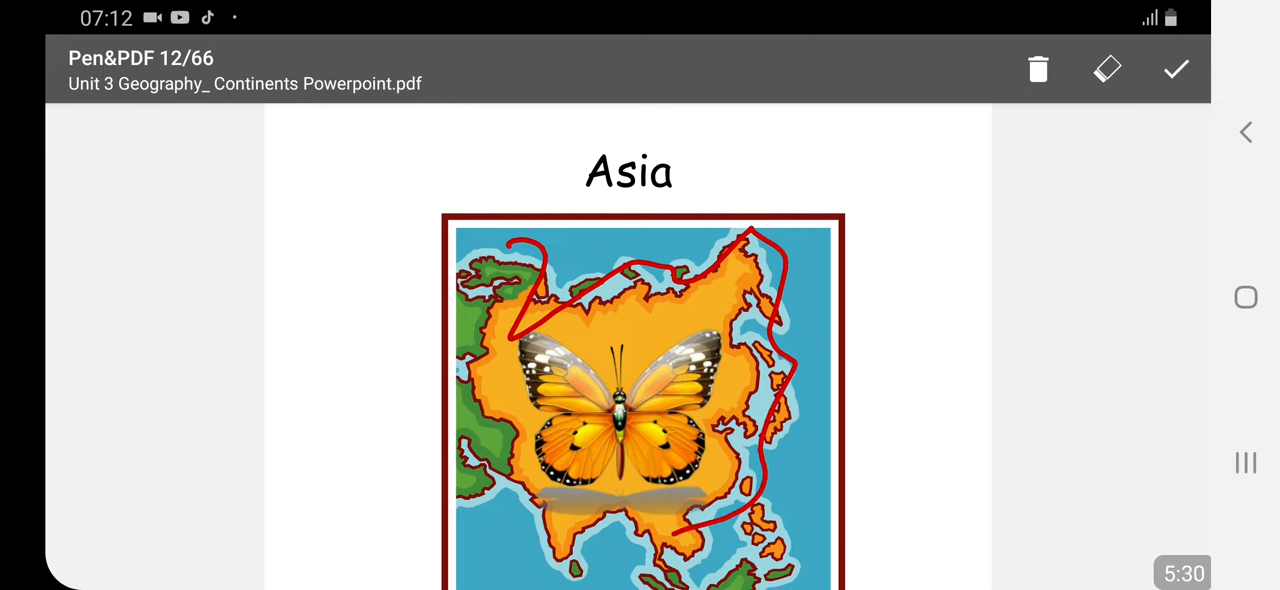 07:12
Pen&PDF 12/66
Unit 3 Geography_ Continents Powerpoint.pdf
Asia
5:30